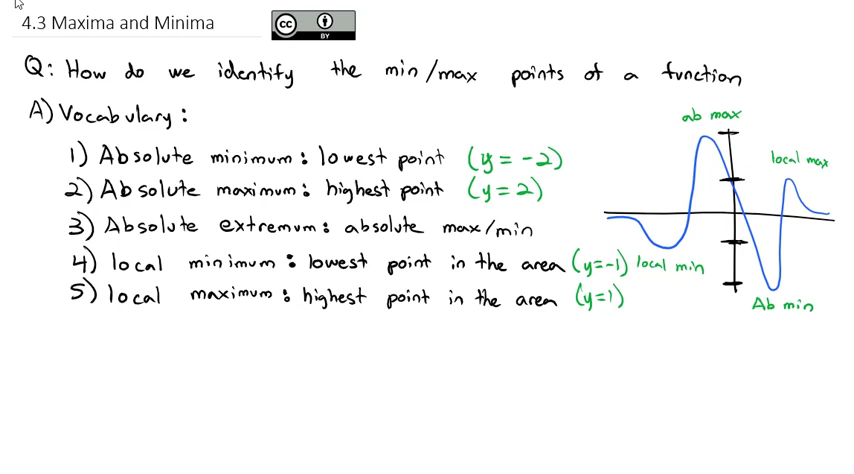 4.3 Maxima and Minima
cc BY
Q: How do we identify the min/max points of a function
A) Vocabulary:
1) Absolute minimum: lowest point (y = -2)
2) Absolute maximum: highest point (y = 2)
3) Absolute extremum: absolute max/min
4) local minimum: lowest point in the area (y=-1)
5) local maximum: highest point in the area (y=1)
ab max
local max
local min
Ab min